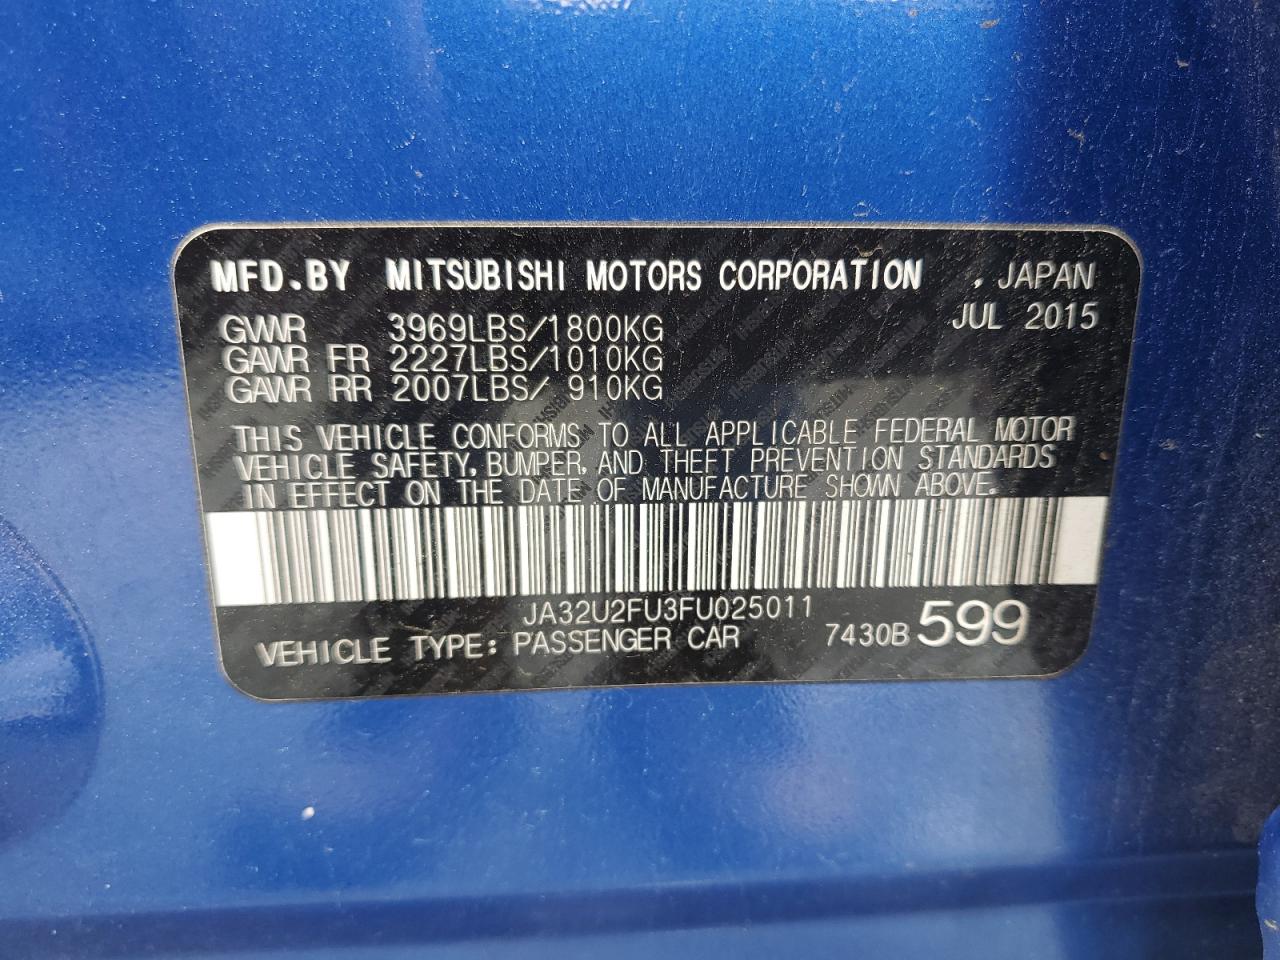 MFD.BY MITSUBISHI MOTORS CORPORATION , JAPAN
JUL 2015
GVWR 3969LBS/1800KG
GAWR FR 2227LBS/1010KG
GAWR RR 2007LBS/ 910KG
THIS VEHICLE CONFORMS TO ALL APPLICABLE FEDERAL MOTOR
VEHICLE SAFETY, BUMPER, AND THEFT PREVENTION STANDARDS
IN EFFECT ON THE DATE OF MANUFACTURE SHOWN ABOVE.
JA32U2FU3FU025011
VEHICLE TYPE: PASSENGER CAR 7430B 599